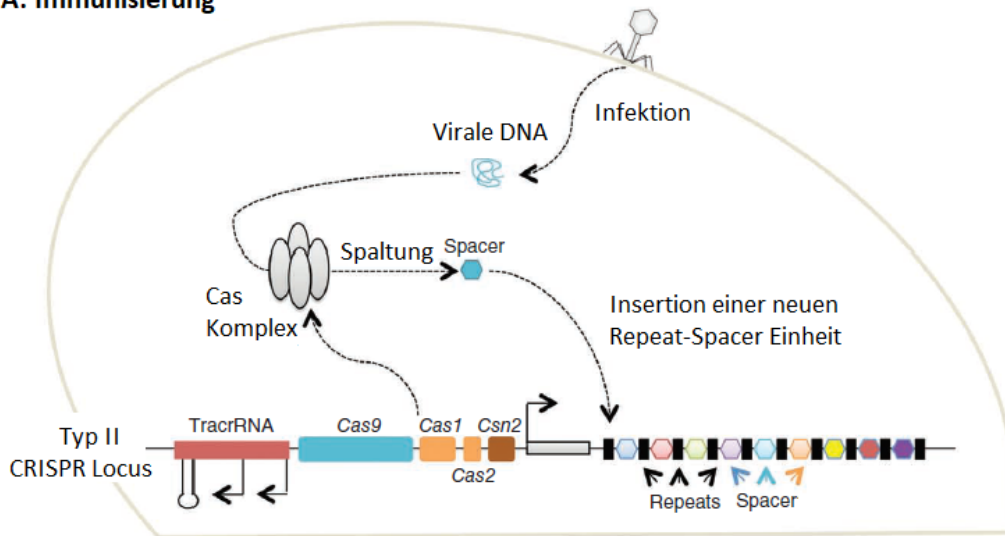 A: Immunisierung
Infektion
Virale DNA
Spaltung
Spacer
Cas
Komplex
Insertion einer neuen
Repeat-Spacer Einheit
Typ II
CRISPR Locus
TracrRNA
Cas9
Cas1
Csn2
Cas2
Repeats
Spacer